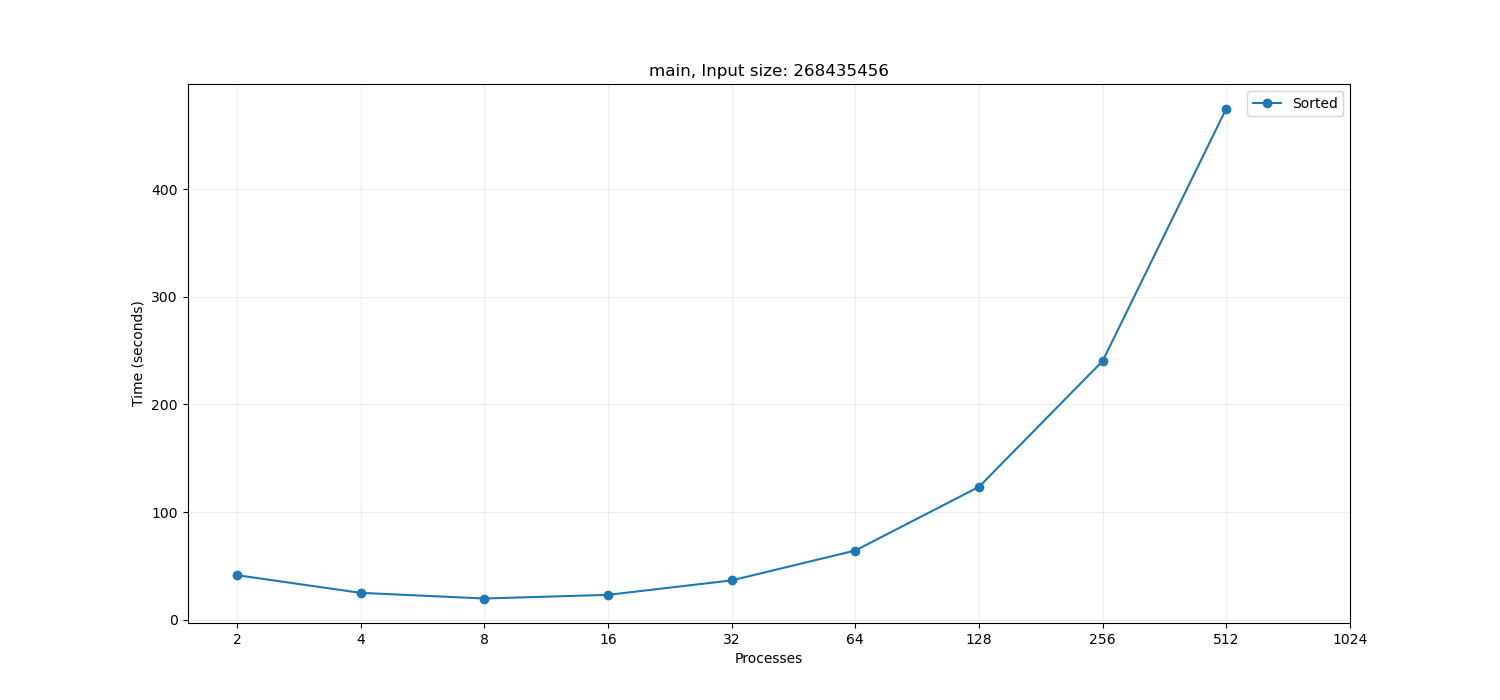 main, Input size: 268435456
Sorted
Time (seconds)
400
300
200
100
0
2 4 8 16 32 64 128 256 512 1024
Processes